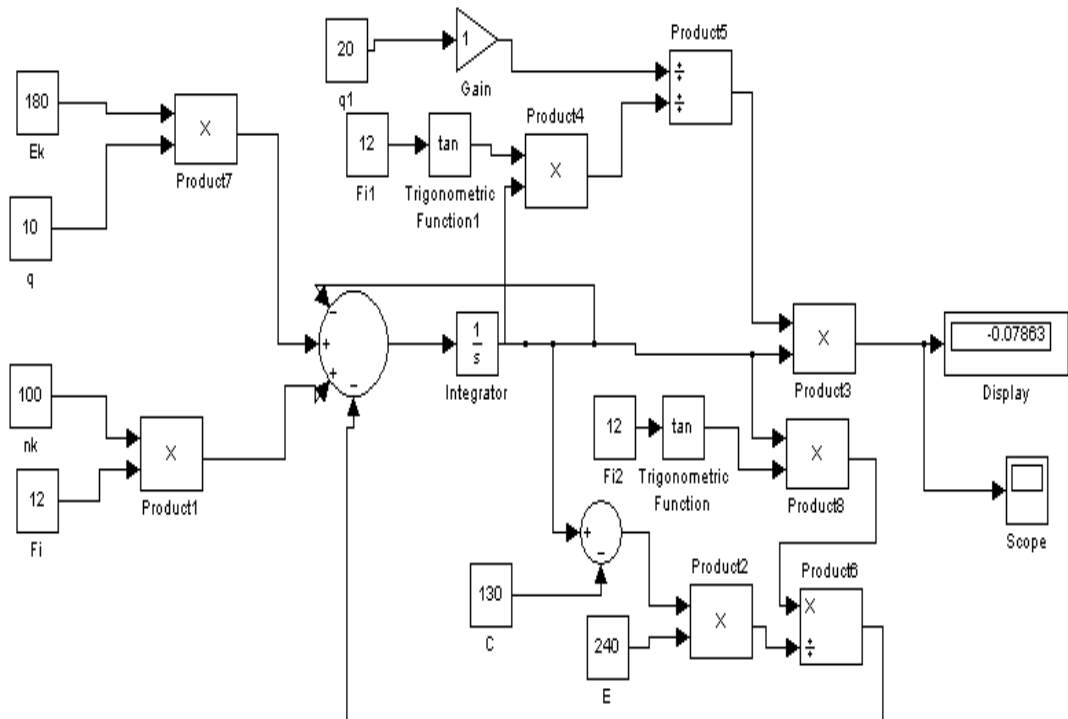 20
q1
1
Gain
Product5
÷
÷
180
Ek
X
Product7
12
Fi1
tan
Trigonometric
Function1
Product4
X
10
q
−
+
+
−
1
s
Integrator
X
Product3
-0.07863
Display
100
nk
12
Fi
X
Product1
12
Fi2
tan
Trigonometric
Function
X
Product8
Scope
+
−
130
C
Product2
X
240
E
Product6
X
÷